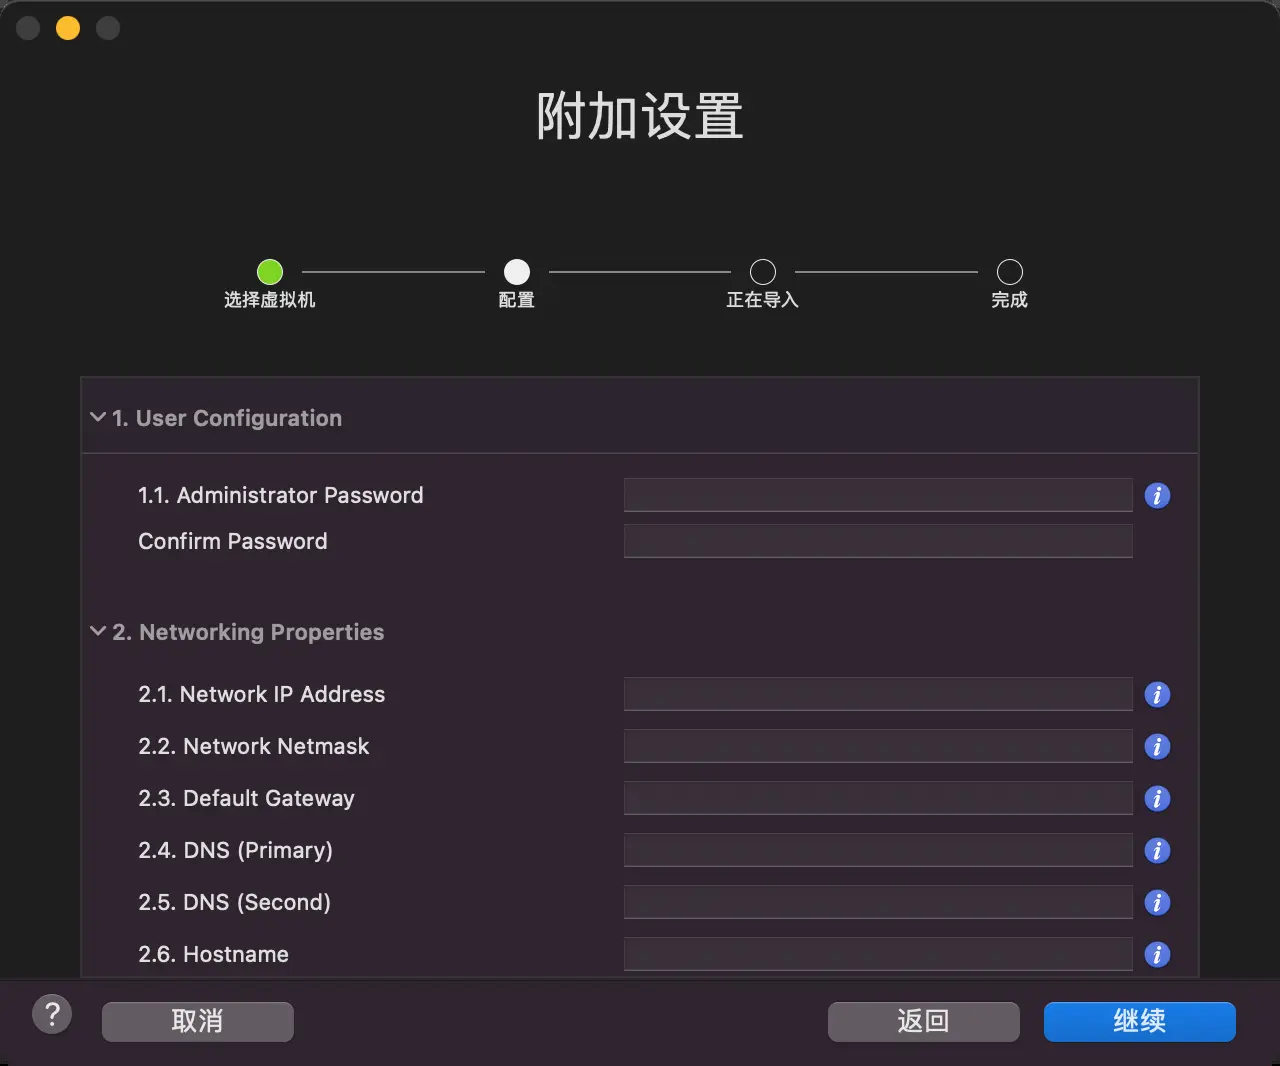 附加设置
选择虚拟机 配置 正在导入 完成
1. User Configuration
1.1. Administrator Password
Confirm Password
2. Networking Properties
2.1. Network IP Address
2.2. Network Netmask
2.3. Default Gateway
2.4. DNS (Primary)
2.5. DNS (Second)
2.6. Hostname
? 取消 返回 继续